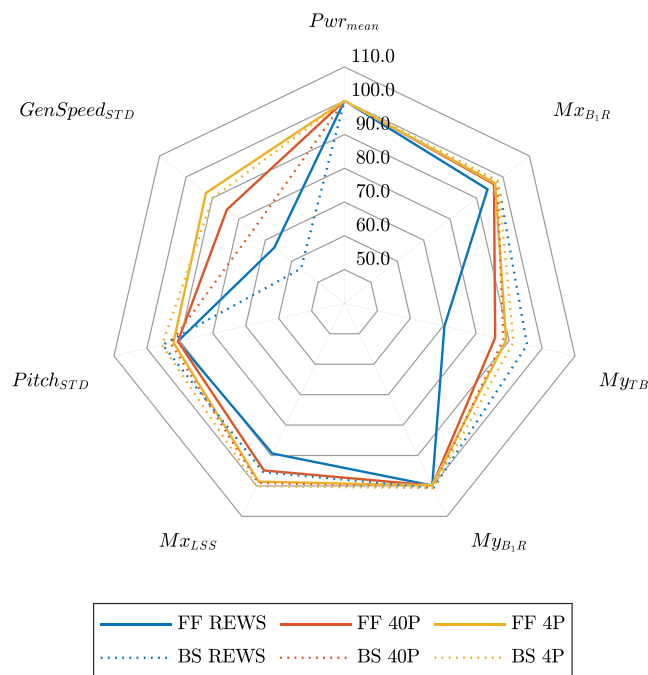 Pwr_mean
110.0
GenSpeed_STD
100.0
Mx_B₁R
90.0
80.0
70.0
60.0
50.0
Pitch_STD
My_TB
Mx_LSS
My_B₁R
FF REWS FF 40P FF 4P
BS REWS BS 40P BS 4P